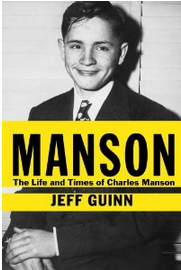 MANSON
The Life and Times of Charles Manson
JEFF GUINN